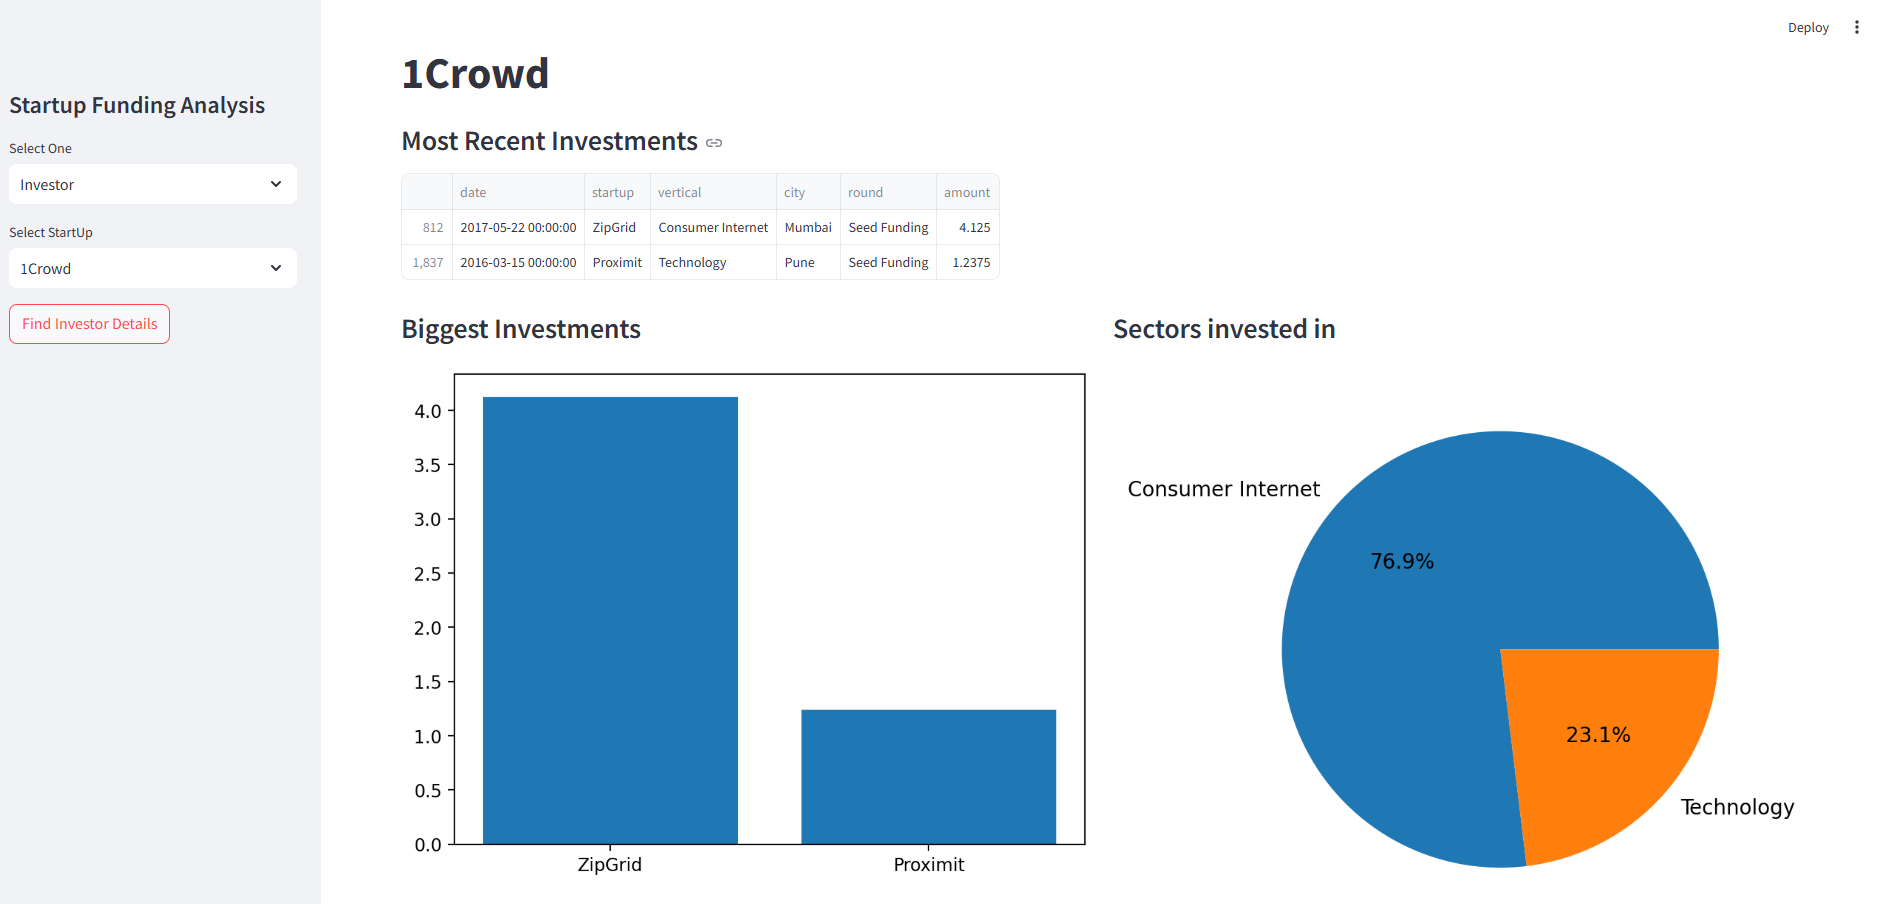 Deploy
Startup Funding Analysis
Select One
Investor
Select StartUp
1Crowd
Find Investor Details
1Crowd
Most Recent Investments
date startup vertical city round amount
812 2017-05-22 00:00:00 ZipGrid Consumer Internet Mumbai Seed Funding 4.125
1,837 2016-03-15 00:00:00 Proximit Technology Pune Seed Funding 1.2375
Biggest Investments
4.0
3.5
3.0
2.5
2.0
1.5
1.0
0.5
0.0
ZipGrid Proximit
Sectors invested in
Consumer Internet
76.9%
23.1%
Technology